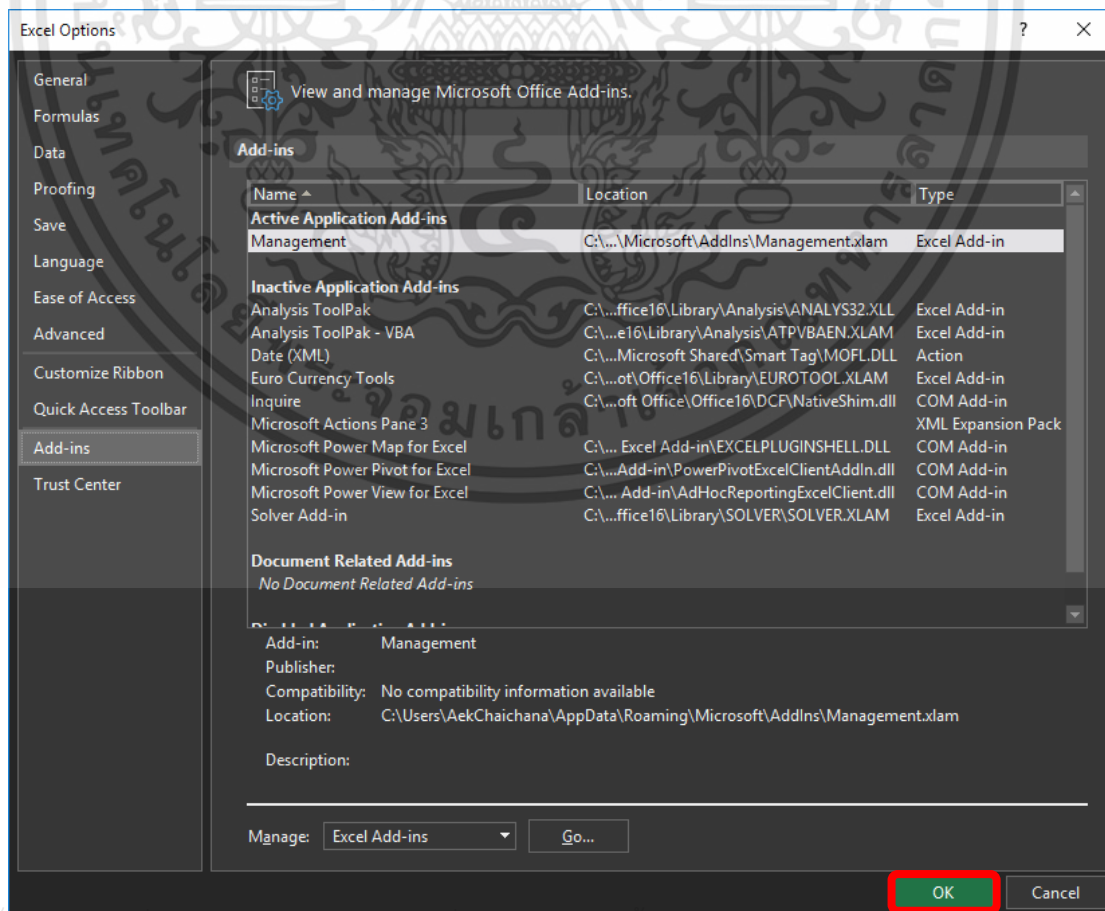 Excel Options
?
General
Formulas
Data
Proofing
Save
Language
Ease of Access
Advanced
Customize Ribbon
Quick Access Toolbar
Add-ins
Trust Center
View and manage Microsoft Office Add-ins.
Add-ins
Name Location Type
Active Application Add-ins
Management C:\...\Microsoft\AddIns\Management.xlam Excel Add-in
Inactive Application Add-ins
Analysis ToolPak C:\...ffice16\Library\Analysis\ANALYS32.XLL Excel Add-in
Analysis ToolPak - VBA C:\...e16\Library\Analysis\ATPVBAEN.XLAM Excel Add-in
Date (XML) C:\...Microsoft Shared\Smart Tag\MOFL.DLL Action
Euro Currency Tools C:\...ot\Office16\Library\EUROTOOL.XLAM Excel Add-in
Inquire C:\...oft Office\Office16\DCF\NativeShim.dll COM Add-in
Microsoft Actions Pane 3 XML Expansion Pack
Microsoft Power Map for Excel C:\... Excel Add-in\EXCELPLUGINSHELL.DLL COM Add-in
Microsoft Power Pivot for Excel C:\...Add-in\PowerPivotExcelClientAddIn.dll COM Add-in
Microsoft Power View for Excel C:\... Add-in\AdHocReportingExcelClient.dll COM Add-in
Solver Add-in C:\...ffice16\Library\SOLVER\SOLVER.XLAM Excel Add-in
Document Related Add-ins
No Document Related Add-ins
Add-in: Management
Publisher:
Compatibility: No compatibility information available
Location: C:\Users\AekChaichana\AppData\Roaming\Microsoft\AddIns\Management.xlam
Description:
Manage: Excel Add-ins Go...
OK Cancel